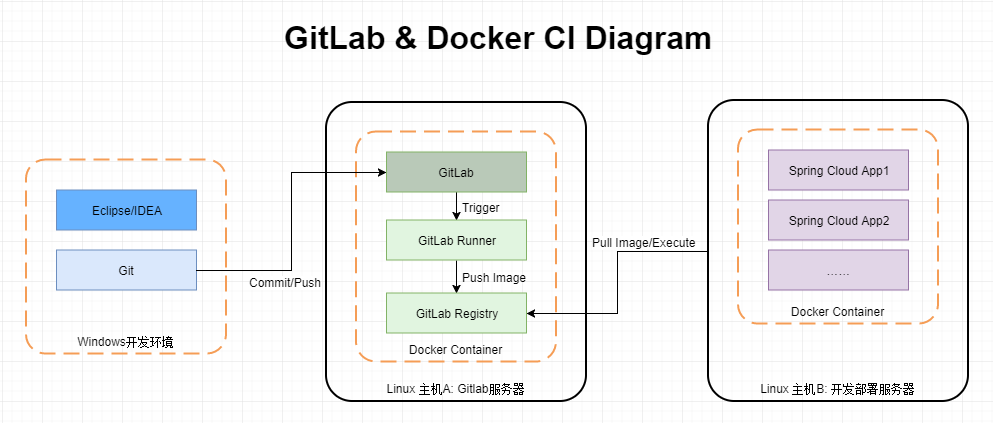 GitLab & Docker CI Diagram
Eclipse/IDEA
Git
Windows开发环境
Commit/Push
GitLab
Trigger
GitLab Runner
Push Image
GitLab Registry
Docker Container
Linux 主机A: Gitlab服务器
Pull Image/Execute
Spring Cloud App1
Spring Cloud App2
……
Docker Container
Linux 主机B: 开发部署服务器